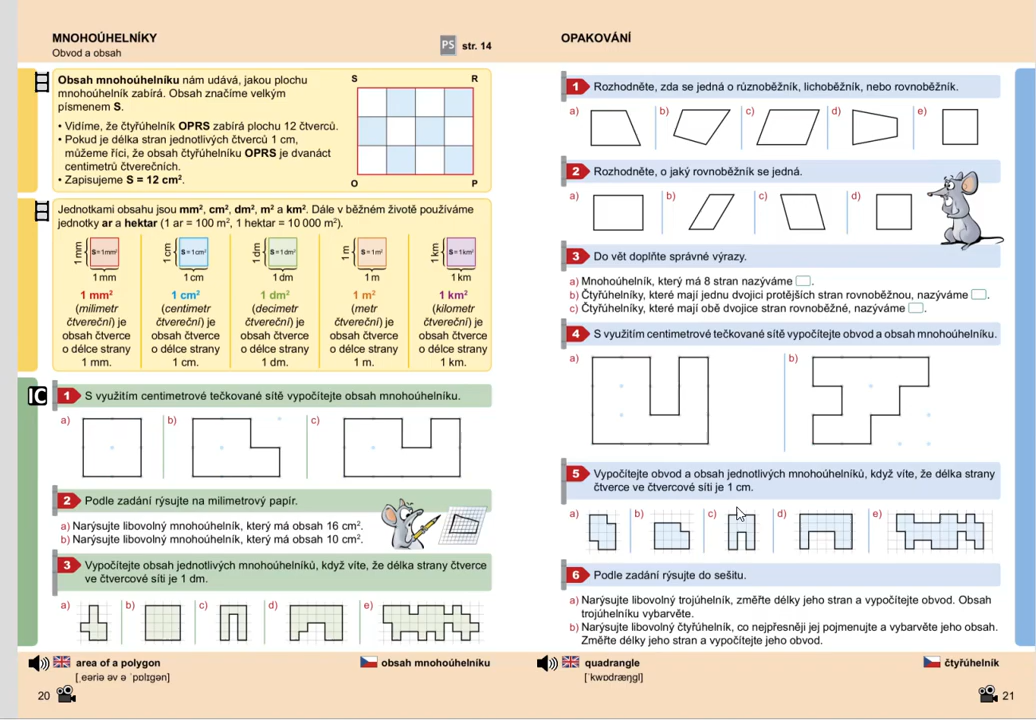 MNOHOÚHELNÍKY
Obvod a obsah
PS str. 14
Obsah mnohoúhelníku nám udává, jakou plochu
mnohoúhelník zabírá. Obsah značíme velkým
písmenem S.
• Vidíme, že čtyřúhelník OPRS zabírá plochu 12 čtverců.
• Pokud je délka stran jednotlivých čtverců 1 cm,
můžeme říci, že obsah čtyřúhelníku OPRS je dvanáct
centimetrů čtverečních.
• Zapisujeme S = 12 cm².
S R
O P
Jednotkami obsahu jsou mm², cm², dm², m² a km². Dále v běžném životě používáme
jednotky ar a hektar (1 ar = 100 m², 1 hektar = 10 000 m²).
1 mm S = 1mm² 1 mm
1 mm²
(milimetr
čtvereční) je
obsah čtverce
o délce strany
1 mm.
1 cm S = 1cm² 1 cm
1 cm²
(centimetr
čtvereční) je
obsah čtverce
o délce strany
1 cm.
1 dm S = 1dm² 1 dm
1 dm²
(decimetr
čtvereční) je
obsah čtverce
o délce strany
1 dm.
1 m S = 1m² 1 m
1 m²
(metr
čtvereční) je
obsah čtverce
o délce strany
1 m.
1 km S = 1km² 1 km
1 km²
(kilometr
čtvereční) je
obsah čtverce
o délce strany
1 km.
IC
1 S využitím centimetrové tečkované sítě vypočítejte obsah mnohoúhelníku.
a) b) c)
2 Podle zadání rýsujte na milimetrový papír.
a) Narýsujte libovolný mnohoúhelník, který má obsah 16 cm².
b) Narýsujte libovolný mnohoúhelník, který má obsah 10 cm².
3 Vypočítejte obsah jednotlivých mnohoúhelníků, když víte, že délka strany čtverce
ve čtvercové síti je 1 dm.
a) b) c) d) e)
area of a polygon
[ˌeəriə əv ə ˈpɒlɪgən]
obsah mnohoúhelníku
20
OPAKOVÁNÍ
1 Rozhodněte, zda se jedná o různoběžník, lichoběžník, nebo rovnoběžník.
a) b) c) d) e)
2 Rozhodněte, o jaký rovnoběžník se jedná.
a) b) c) d)
3 Do vět doplňte správné výrazy.
a) Mnohoúhelník, který má 8 stran nazýváme .
b) Čtyřúhelníky, které mají jednu dvojici protějších stran rovnoběžnou, nazýváme .
c) Čtyřúhelníky, které mají obě dvojice stran rovnoběžné, nazýváme .
4 S využitím centimetrové tečkované sítě vypočítejte obvod a obsah mnohoúhelníku.
a) b)
5 Vypočítejte obvod a obsah jednotlivých mnohoúhelníků, když víte, že délka strany
čtverce ve čtvercové síti je 1 cm.
a) b) c) d) e)
6 Podle zadání rýsujte do sešitu.
a) Narýsujte libovolný trojúhelník, změřte délky jeho stran a vypočítejte obvod. Obsah
trojúhelníku vybarvěte.
b) Narýsujte libovolný čtyřúhelník, co nejpřesněji jej pojmenujte a vybarvěte jeho obsah.
Změřte délky jeho stran a vypočítejte jeho obvod.
quadrangle
[ˈkwɒdræŋgl]
čtyřúhelník
21